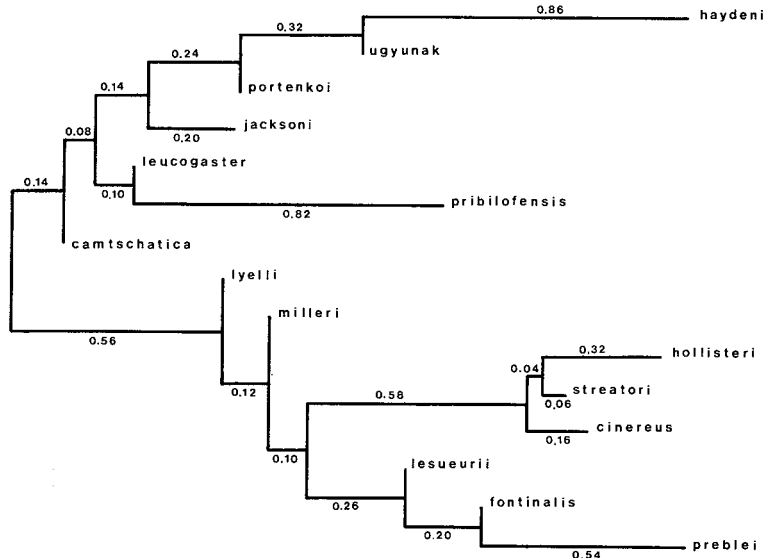 0.86
haydeni
0.32
ugyunak
0.24
portenkoi
0.14
jacksoni
0.20
0.08
leucogaster
0.14
0.10
0.82
pribilofensis
camtschatica
lyelli
milleri
0.56
0.32
hollisteri
0.04
streatori
0.12
0.58
0.06
cinereus
0.16
0.10
lesueurii
0.26
fontinalis
0.20
0.54
preblei